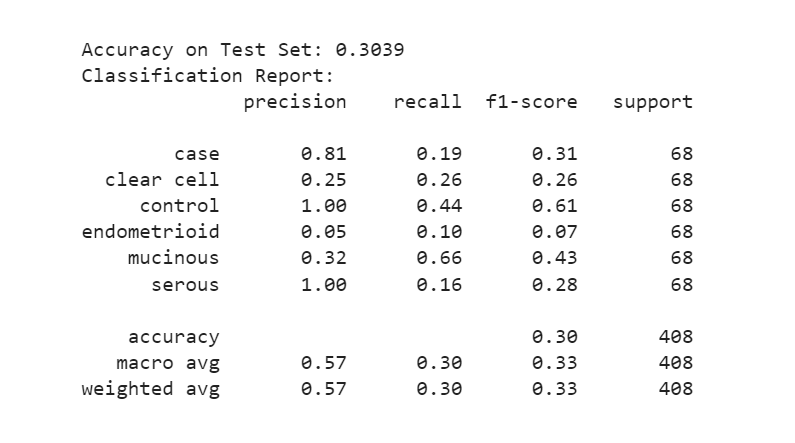 Accuracy on Test Set: 0.3039
Classification Report:
precision recall f1-score support
case 0.81 0.19 0.31 68
clear cell 0.25 0.26 0.26 68
control 1.00 0.44 0.61 68
endometrioid 0.05 0.10 0.07 68
mucinous 0.32 0.66 0.43 68
serous 1.00 0.16 0.28 68
accuracy 0.30 408
macro avg 0.57 0.30 0.33 408
weighted avg 0.57 0.30 0.33 408